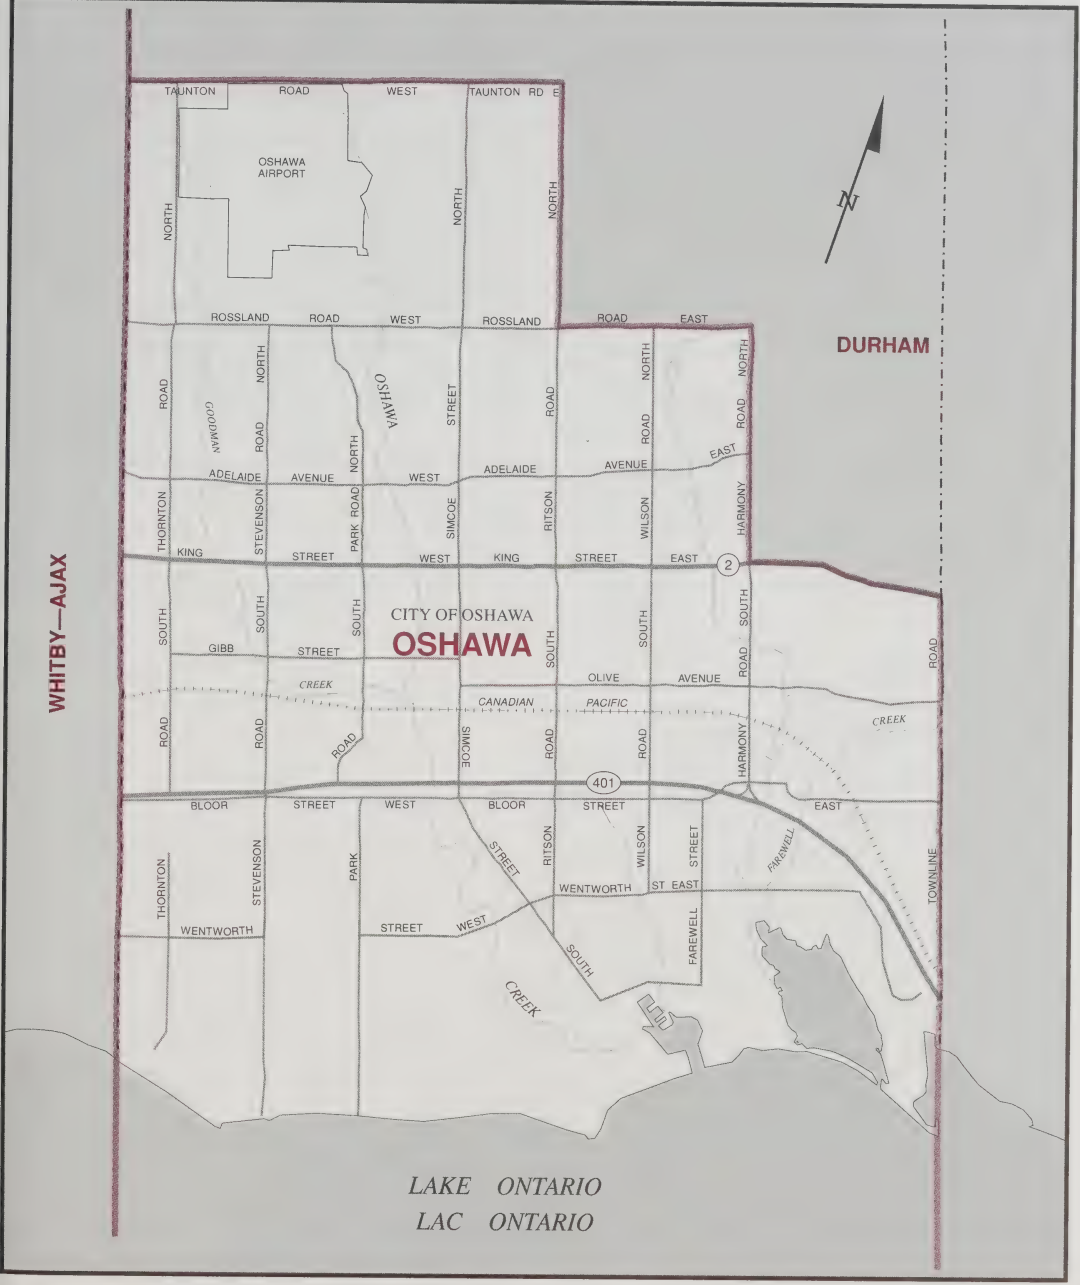 TAUNTON ROAD WEST TAUNTON RD E
OSHAWA
AIRPORT
NORTH
NORTH
NORTH
N
ROSSLAND ROAD WEST ROSSLAND ROAD EAST
DURHAM
ROAD
GOODMAN
NORTH
ROAD
OSHAWA
NORTH
STREET
ROAD
NORTH
ROAD
NORTH
ROAD
ADELAIDE AVENUE WEST ADELAIDE AVENUE EAST
THORNTON
STEVENSON
PARK ROAD
SIMCOE
RITSON
WILSON
HARMONY
KING STREET WEST KING STREET EAST 2
WHITBY—AJAX
SOUTH
SOUTH
SOUTH
CITY OF OSHAWA
OSHAWA
SOUTH
SOUTH
SOUTH
ROAD
ROAD
GIBB STREET
CREEK
OLIVE AVENUE
CANADIAN PACIFIC
CREEK
ROAD
ROAD
ROAD
SIMCOE
ROAD
ROAD
HARMONY
401
BLOOR STREET WEST BLOOR STREET EAST
THORNTON
STEVENSON
PARK
STREET
RITSON
WILSON
STREET
FAREWELL
TOWNLINE
WENTWORTH ST EAST
WENTWORTH STREET WEST
FAREWELL
SOUTH
CREEK
LAKE ONTARIO
LAC ONTARIO